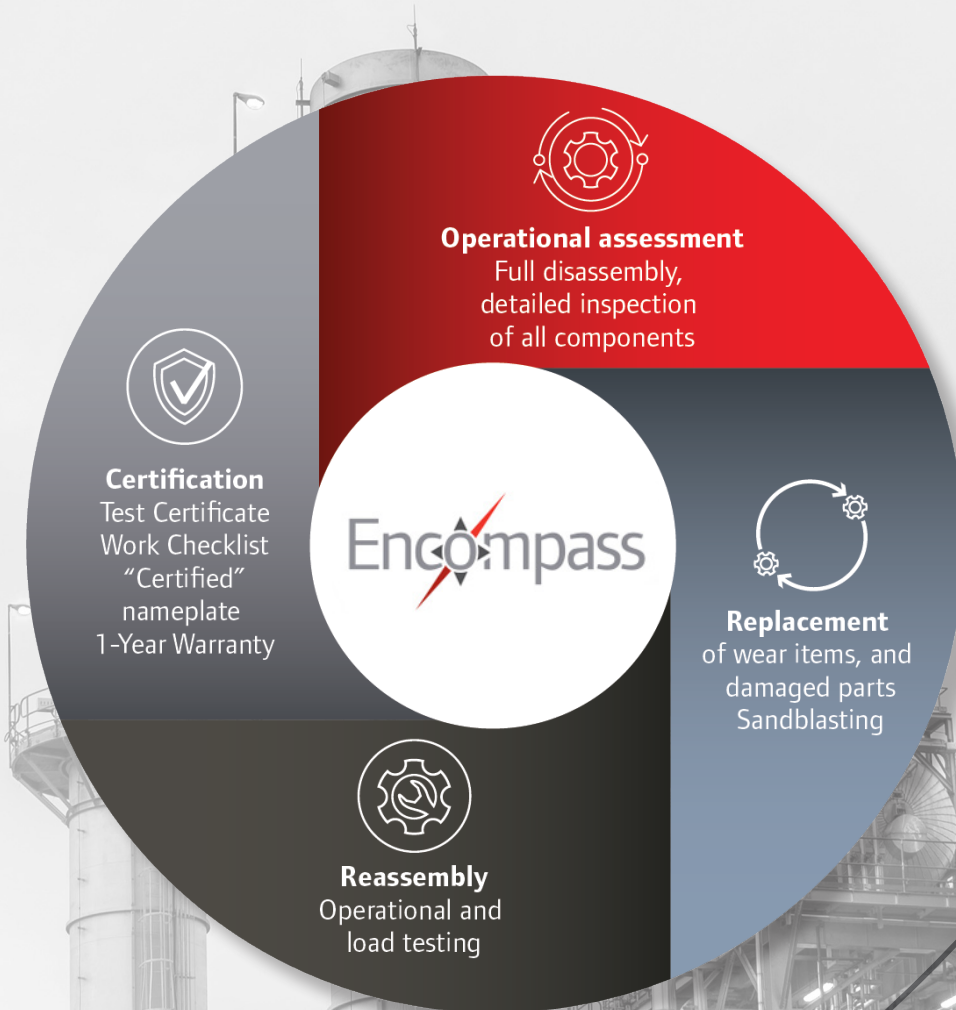 Operational assessment
Full disassembly,
detailed inspection
of all components
Replacement
of wear items, and
damaged parts
Sandblasting
Reassembly
Operational and
load testing
Certification
Test Certificate
Work Checklist
“Certified”
nameplate
1-Year Warranty
Encompass